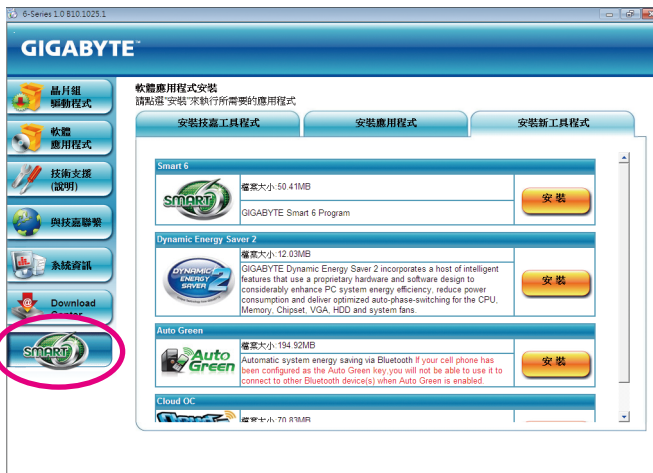 6-Series 1.0 B10.1025.1
GIGABYTE™
晶片組
驅動程式
軟體
應用程式
技術支援
(說明)
與技嘉聯繫
系統資訊
Download
Center
SMART 6
軟體應用程式安裝
請點選"安裝"來執行所需要的應用程式
安裝技嘉工具程式
安裝應用程式
安裝新工具程式
Smart 6
SMART 6
檔案大小:50.41MB
GIGABYTE Smart 6 Program
安裝
Dynamic Energy Saver 2
DYNAMIC
ENERGY
SAVER 2
檔案大小:12.03MB
GIGABYTE Dynamic Energy Saver 2 incorporates a host of intelligent
features that use a proprietary hardware and software design to
considerably enhance PC system energy efficiency, reduce power
consumption and deliver optimized auto-phase-switching for the CPU,
Memory, Chipset, VGA, HDD and system fans.
安裝
Auto Green
Auto
Green
檔案大小:194.92MB
Automatic system energy saving via Bluetooth If your cell phone has
been configured as the Auto Green key,you will not be able to use it to
connect to other Bluetooth device(s) when Auto Green is enabled.
安裝
Cloud OC
檔案大小:70.83MB